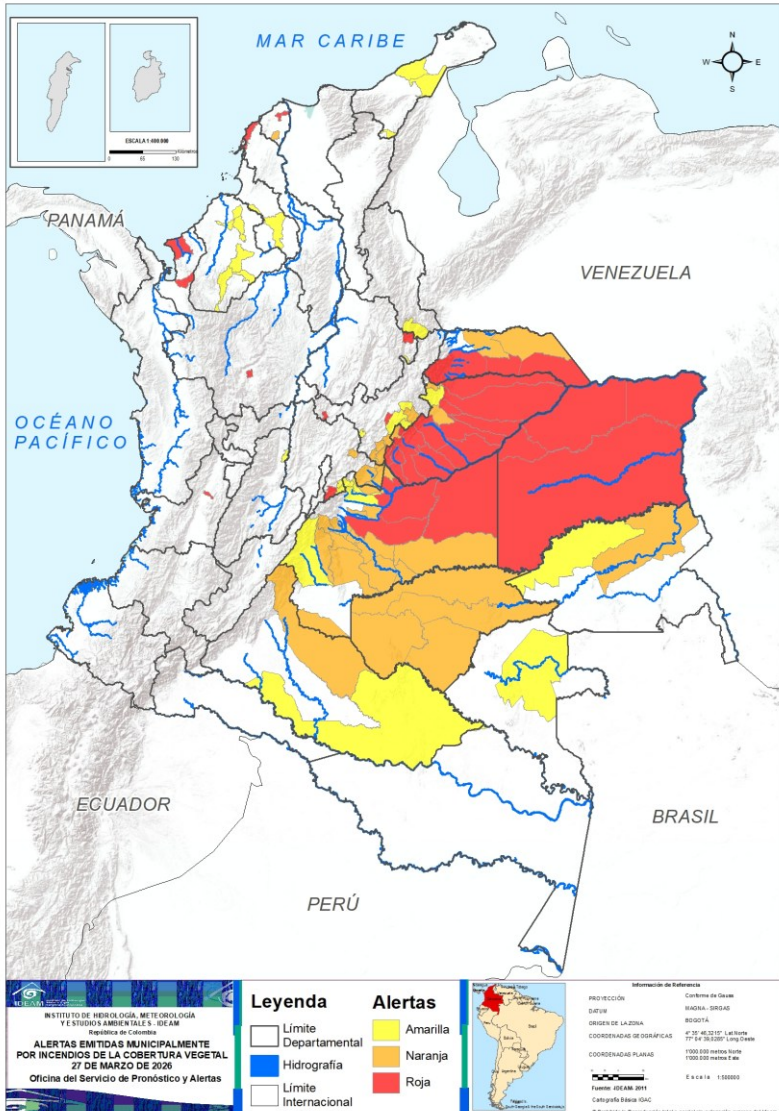 MAR CARIBE
N
W
E
S
ESCALA 1:400.000
PANAMÁ
VENEZUELA
OCÉANO
PACÍFICO
ECUADOR
BRASIL
PERÚ
IDEAM
INSTITUTO DE HIDROLOGÍA, METEOROLOGÍA
Y ESTUDIOS AMBIENTALES - IDEAM
República de Colombia
ALERTAS EMITIDAS MUNICIPALMENTE
POR INCENDIOS DE LA COBERTURA VEGETAL
27 DE MARZO DE 2026
Oficina del Servicio de Pronóstico y Alertas
Leyenda
Límite
Departamental
Hidrografía
Límite
Internacional
Alertas
Amarilla
Naranja
Roja
Información de Referencia
PROYECCIÓN
Conforme de Gauss
DATUM
MAGNA - SIRGAS
ORIGEN DE LA ZONA
BOGOTÁ
COORDENADAS GEOGRÁFICAS
COORDENADAS PLANAS
1'000.000 metros Norte
1'000.000 metros Este
Escala 1:500000
Fuente: IDEAM 2011
Cartografía Básica IGAC